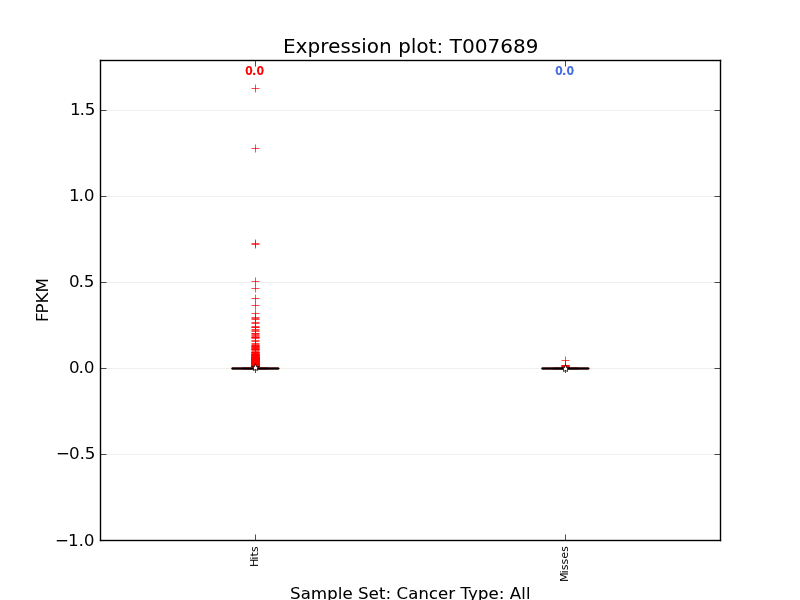 Expression plot: T007689
0.0
0.0
1.5
1.0
0.5
0.0
−0.5
−1.0
FPKM
Hits
Misses
Sample Set: Cancer Type: All